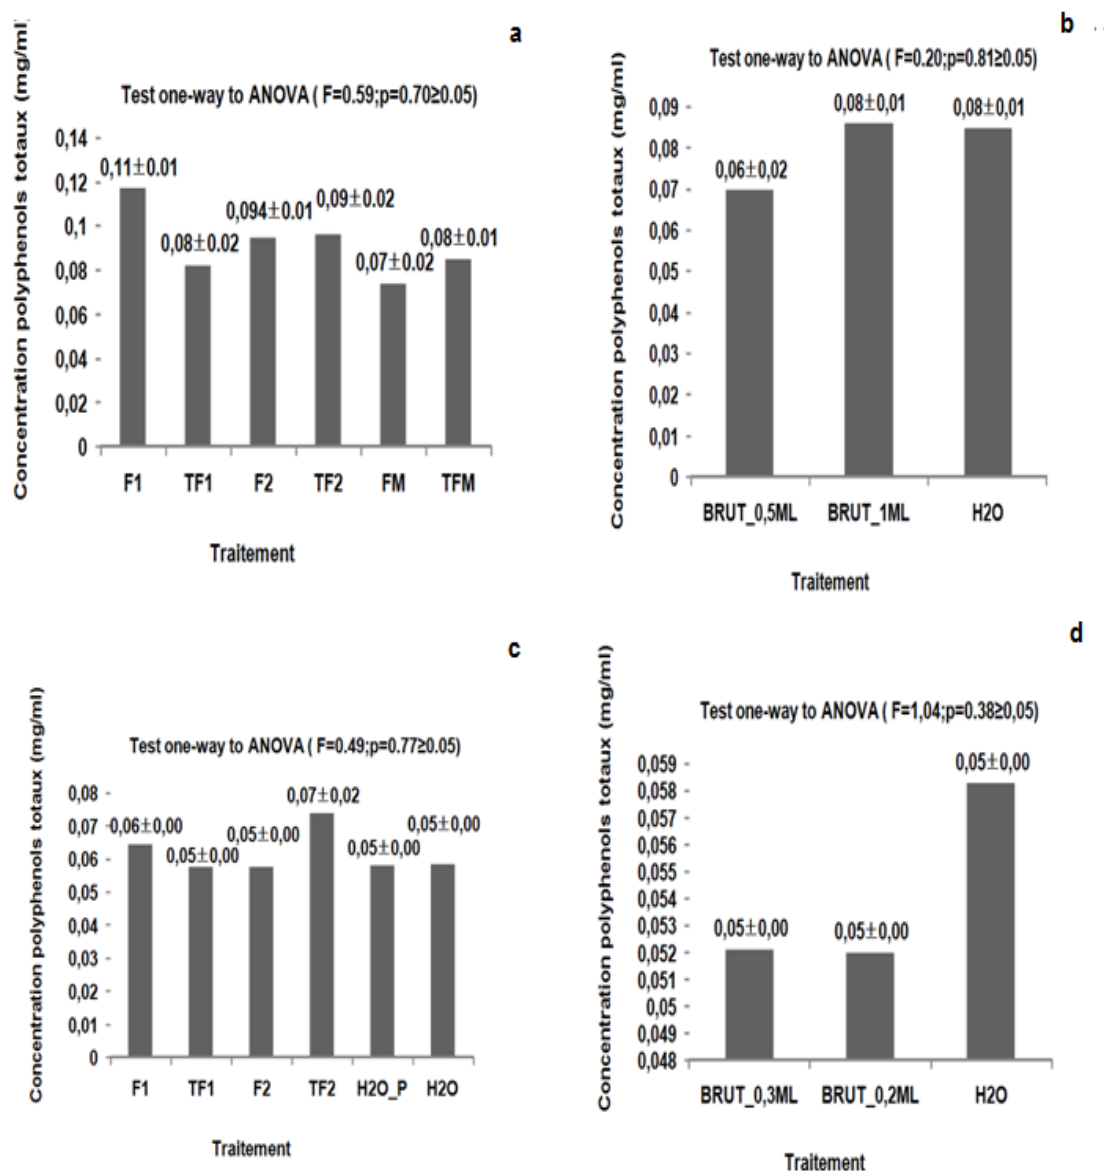 a
Test one-way to ANOVA ( F=0.59;p=0.70≥0.05)
Concentration polyphenols totaux (mg/ml)
0,14
0,12
0,1
0,08
0,06
0,04
0,02
0
0,11±0.01
0,08±0.02
0,094±0.01
0,09±0.02
0,07±0.02
0,08±0.01
F1 TF1 F2 TF2 FM TFM
Traitement
b
Test one-way to ANOVA ( F=0.20;p=0.81≥0.05)
Concentration polyphenols totaux (mg/ml)
0,09
0,08
0,07
0,06
0,05
0,04
0,03
0,02
0,01
0
0,06±0,02
0,08±0,01
0,08±0,01
BRUT_0,5ML BRUT_1ML H2O
Traitement
c
Test one-way to ANOVA ( F=0.49;p=0.77≥0.05)
Concentration polyphenols totaux (mg/ml)
0,08
0,07
0,06
0,05
0,04
0,03
0,02
0,01
0
0,06±0,00
0,05±0,00
0,05±0,00
0,07±0,02
0,05±0,00
0,05±0,00
F1 TF1 F2 TF2 H2O_P H2O
Traitement
d
Test one-way to ANOVA ( F=1,04;p=0.38≥0,05)
Concentration polyphenols totaux (mg/ml)
0,059
0,058
0,057
0,056
0,055
0,054
0,053
0,052
0,051
0,05
0,049
0,048
0,05±0,00
0,05±0,00
0,05±0,00
BRUT_0,3ML BRUT_0,2ML H2O
Traitement